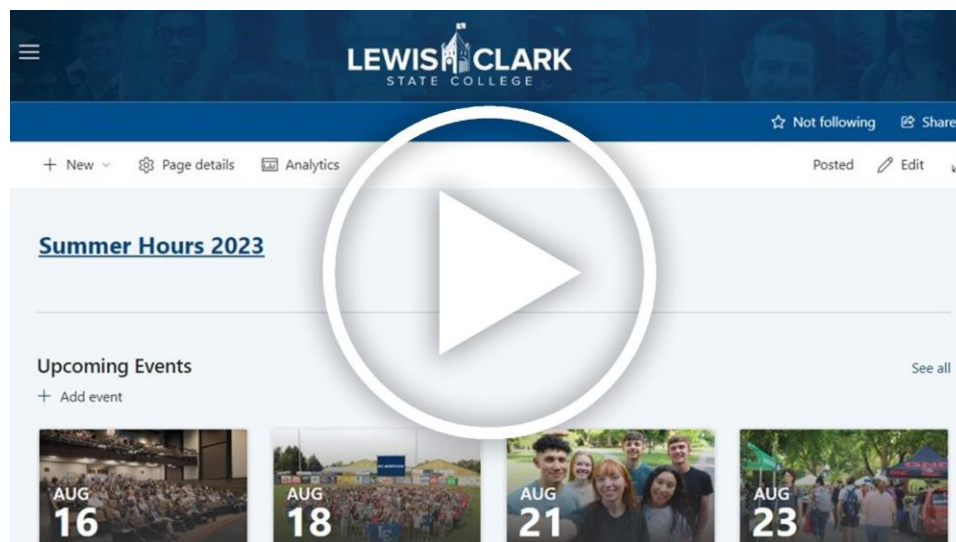 LEWIS CLARK
STATE COLLEGE
Not following
Share
New
Page details
Analytics
Posted
Edit
Summer Hours 2023
Upcoming Events
See all
Add event
AUG
16
AUG
18
AUG
21
AUG
23